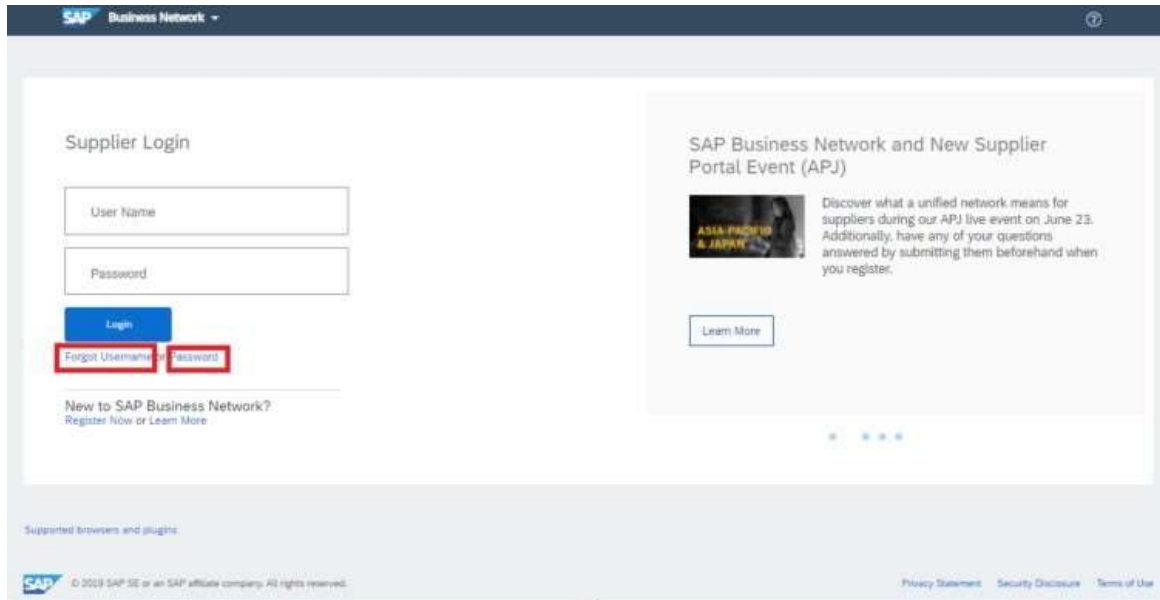 SAP Business Network
?
Supplier Login
User Name
Password
Login
Forgot Username or Password
New to SAP Business Network?
Register Now or Learn More
SAP Business Network and New Supplier
Portal Event (APJ)
ASIA-PACIFIC
& JAPAN
Discover what a unified network means for
suppliers during our APJ live event on June 23.
Additionally, have any of your questions
answered by submitting them beforehand when
you register.
Learn More
Supported browsers and plugins
SAP © 2019 SAP SE or an SAP affiliate company. All rights reserved.
Privacy Statement Security Disclosure Terms of Use